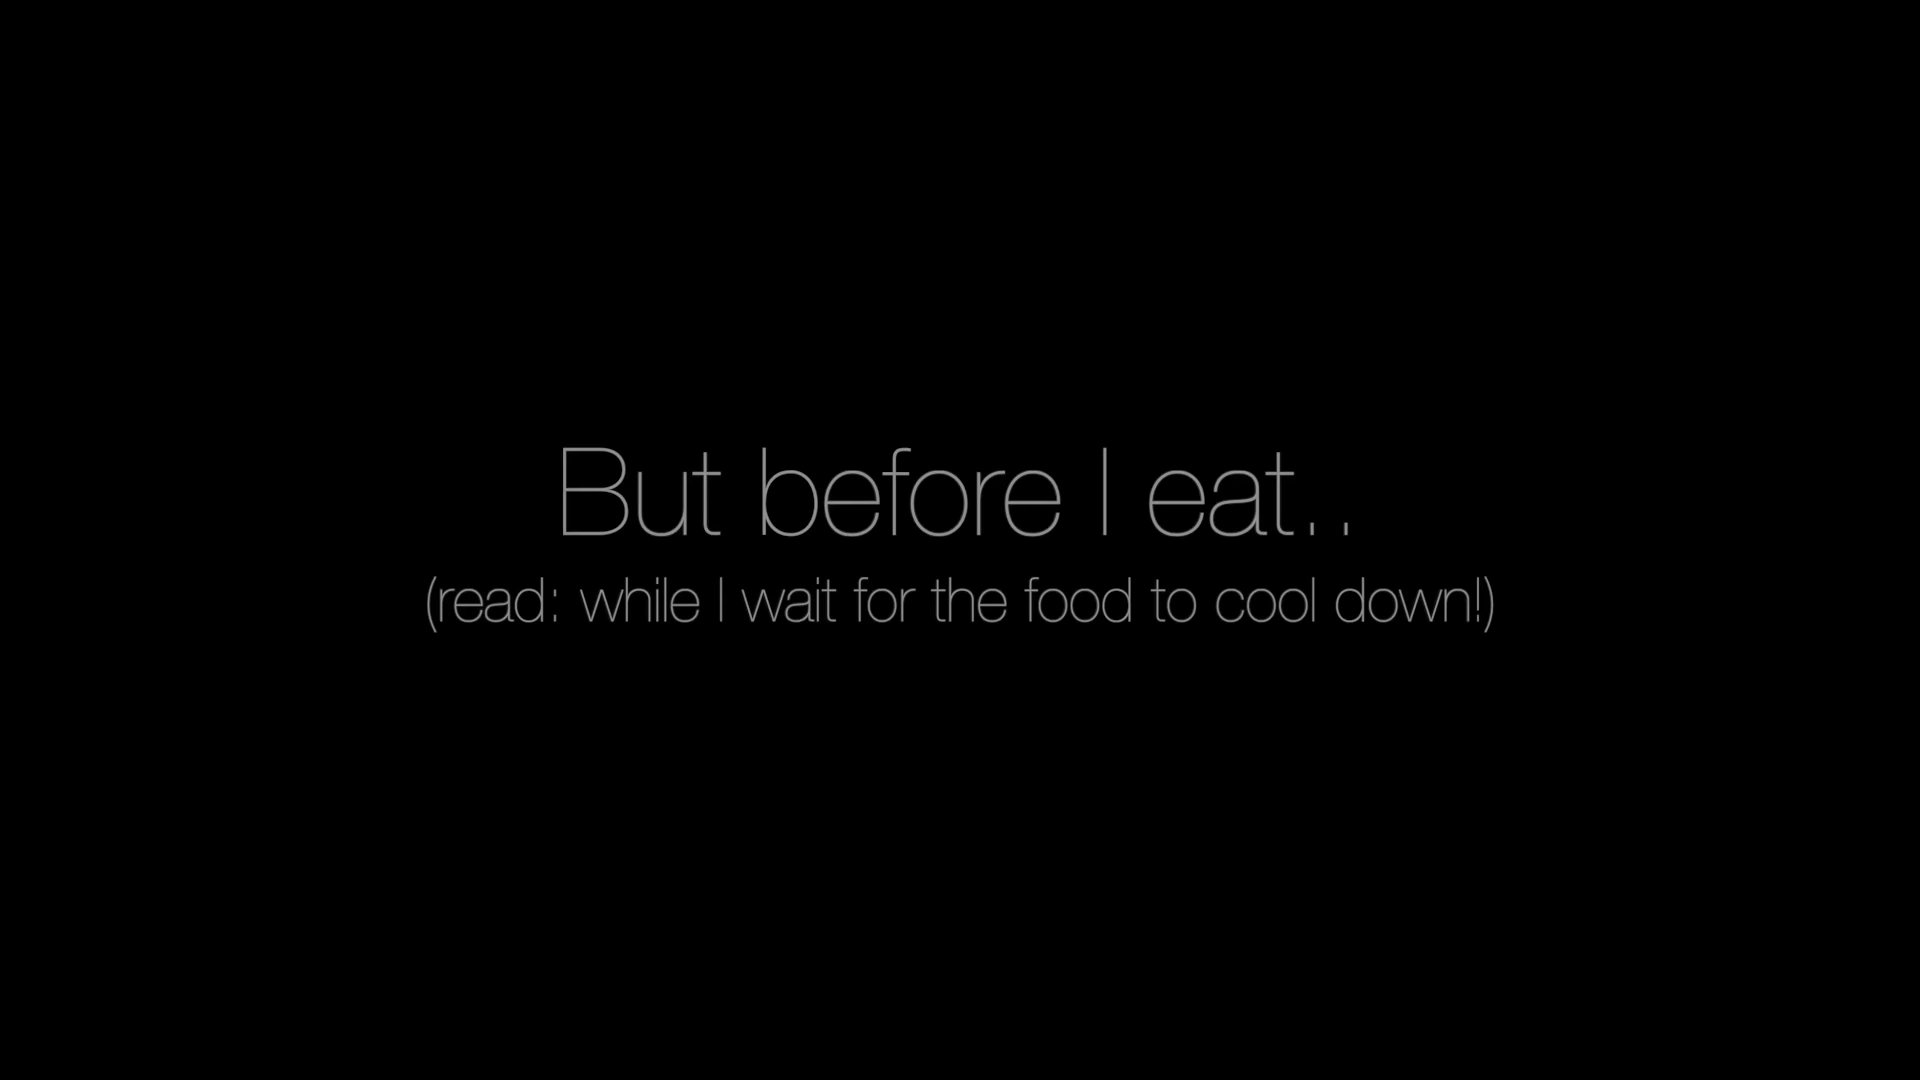 But before I eat..
(read: while I wait for the food to cool down!)